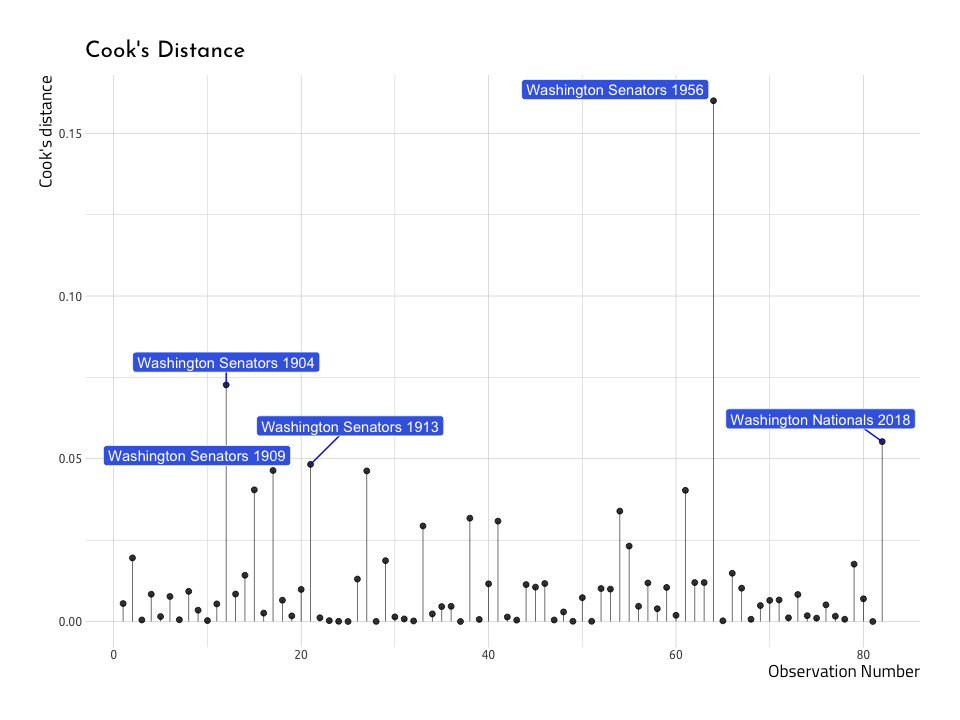 Cook's Distance
Cook's distance
Washington Senators 1956
0.15
0.10
Washington Senators 1904
Washington Nationals 2018
Washington Senators 1913
Washington Senators 1909
0.05
0.00
0 20 40 60 80
Observation Number